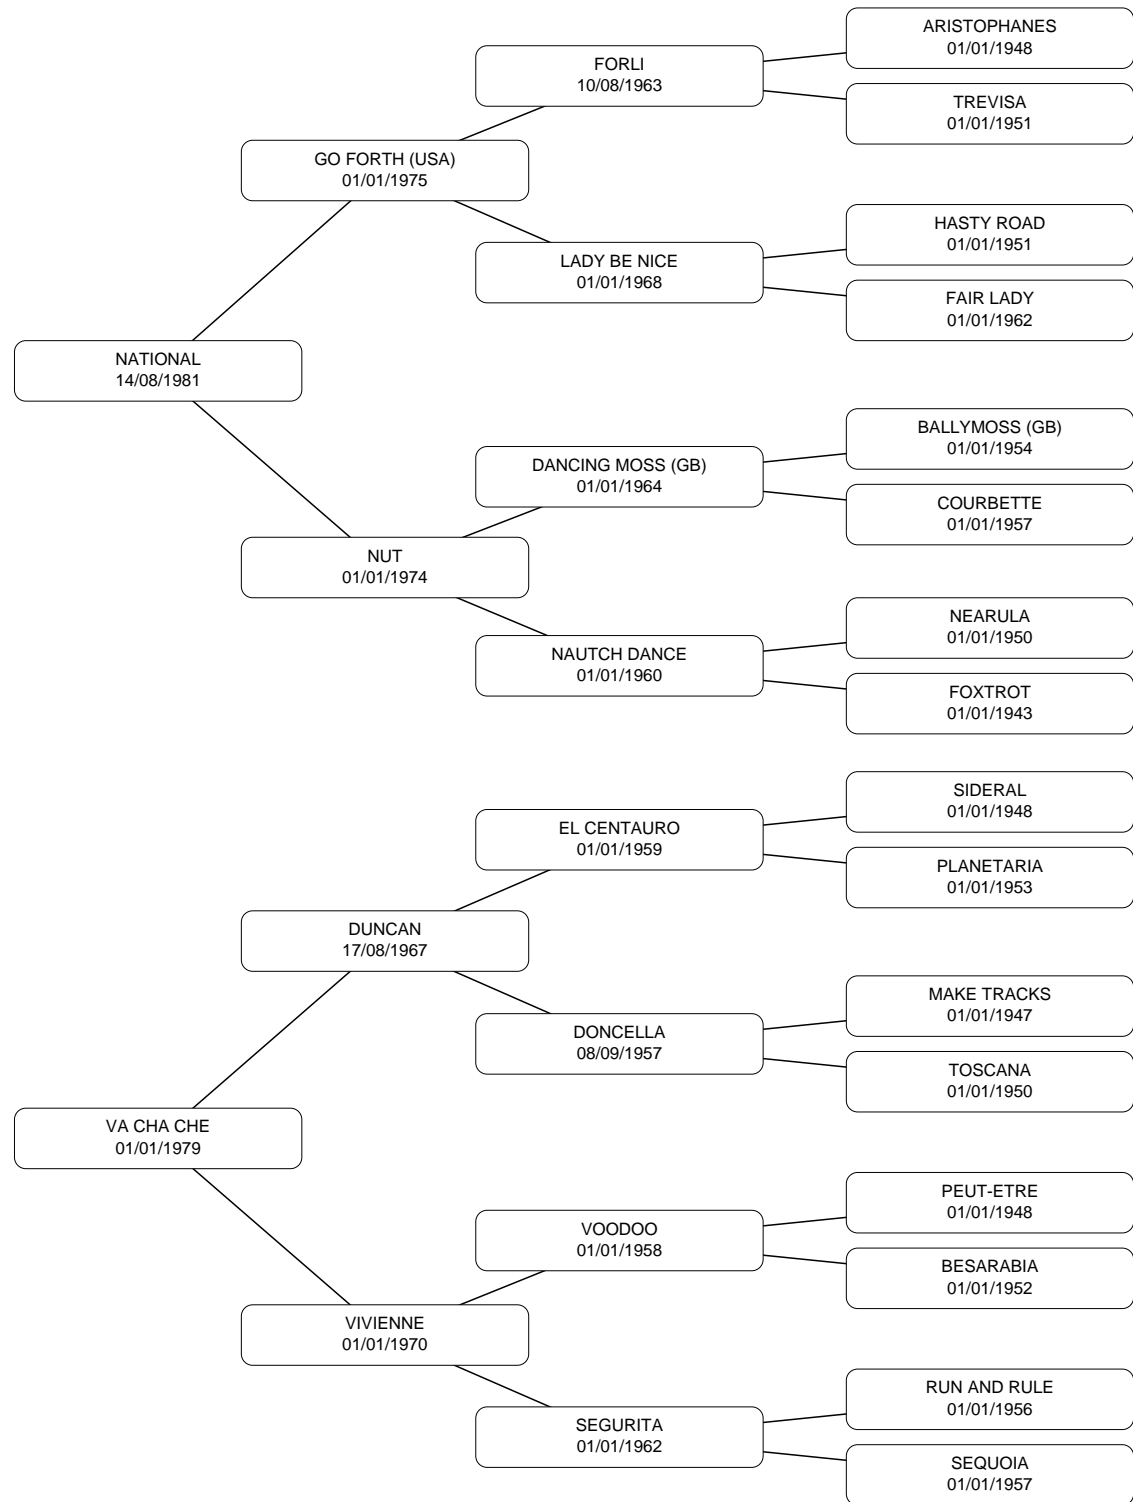 ARISTOPHANES
01/01/1948
FORLI
10/08/1963
TREVISA
01/01/1951
GO FORTH (USA)
01/01/1975
HASTY ROAD
01/01/1951
LADY BE NICE
01/01/1968
FAIR LADY
01/01/1962
NATIONAL
14/08/1981
BALLYMOSS (GB)
01/01/1954
DANCING MOSS (GB)
01/01/1964
COURBETTE
01/01/1957
NUT
01/01/1974
NEARULA
01/01/1950
NAUTCH DANCE
01/01/1960
FOXTROT
01/01/1943
SIDERAL
01/01/1948
EL CENTAURO
01/01/1959
PLANETARIA
01/01/1953
DUNCAN
17/08/1967
MAKE TRACKS
01/01/1947
DONCELLA
08/09/1957
TOSCANA
01/01/1950
VA CHA CHE
01/01/1979
PEUT-ETRE
01/01/1948
VOODOO
01/01/1958
BESARABIA
01/01/1952
VIVIENNE
01/01/1970
RUN AND RULE
01/01/1956
SEGURITA
01/01/1962
SEQUOIA
01/01/1957